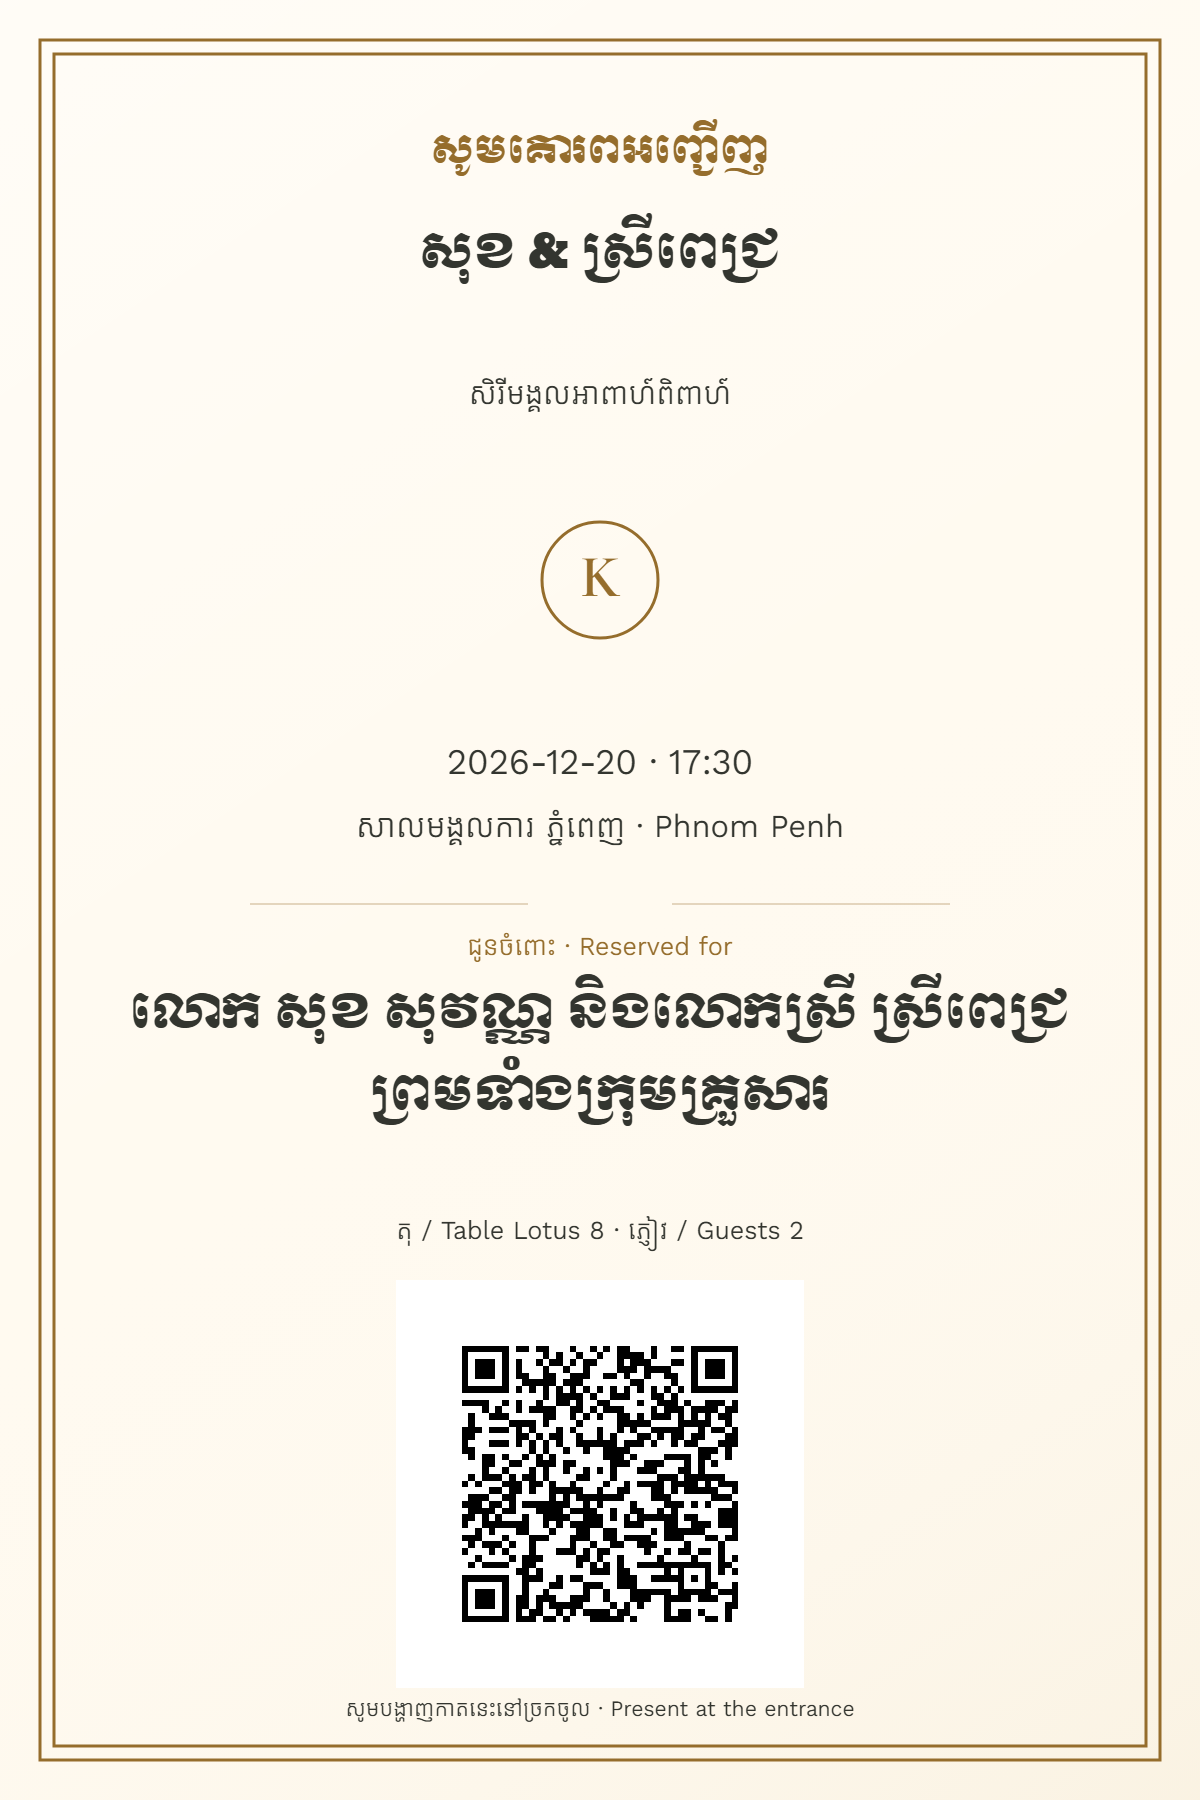 សូមគោរពអញ្ជើញ
សុខ & ស្រីពេជ្រ
សិរីមង្គលអាពាហ៍ពិពាហ៍
K
2026-12-20 · 17:30
សាលមង្គលការ ភ្នំពេញ · Phnom Penh
ជូនចំពោះ · Reserved for
លោក សុខ សុវណ្ណ និងលោកស្រី ស្រីពេជ្រ
ព្រមទាំងក្រុមគ្រួសារ
តុ / Table Lotus 8 · ភ្ញៀវ / Guests 2
សូមបង្ហាញកាតនេះនៅច្រកចូល · Present at the entrance